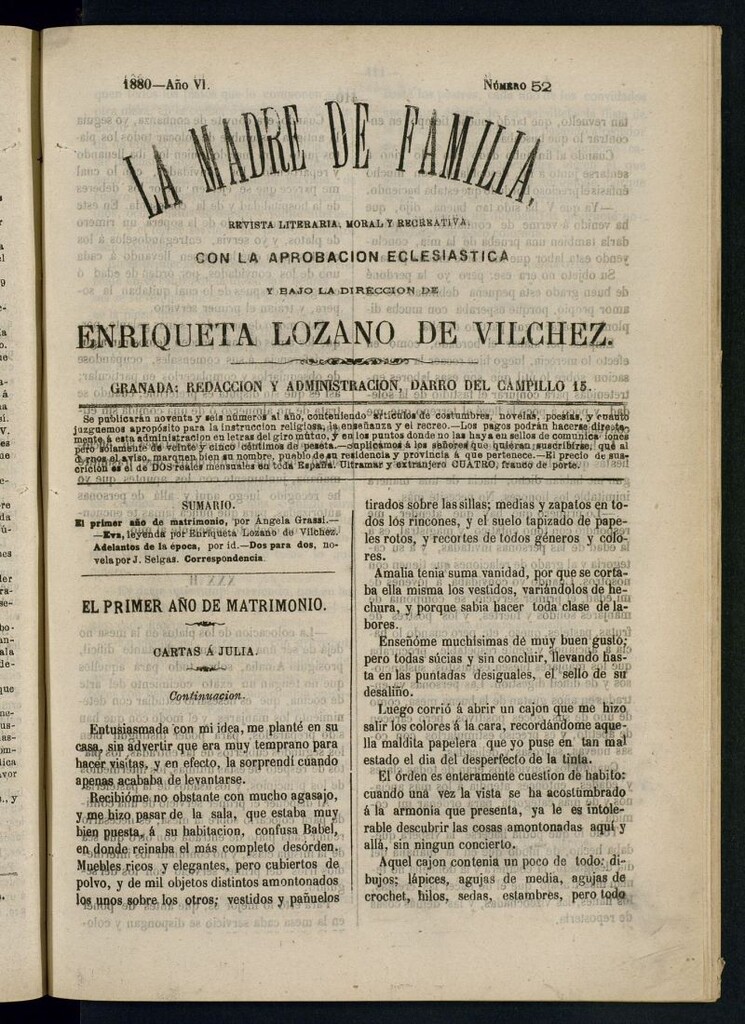 1880—Año VI.
Número 52
LA MADRE DE FAMILIA,
REVISTA LITERARIA, MORAL Y RECREATIVA,
CON LA APROBACION ECLESIASTICA
Y BAJO LA DIRECCION DE
ENRIQUETA LOZANO DE VILCHEZ.
GRANADA: REDACCION Y ADMINISTRACION, DARRO DEL CAMPILLO 15.
Se publicarán noventa y seis números al año, conteniendo artículos de costumbres, novelas, poesías, y cuanto
juzguemos apropósito para la instruccion religiosa, la enseñanza y el recreo.—Los pagos podrán hacerse directa-
mente á esta administracion en letras del giro mútuo, y en los puntos donde no las haya en sellos de comunicaciones
pero solamente de veinte y cinco céntimos de peseta.—Suplicamos á los señores que quieran suscribirse, que al
darnos el aviso, marquen bien su nombre, pueblo de su residencia y provincia á que pertenece.—El precio de sus-
cricion es el de DOS reales mensuales en toda España. Ultramar y extranjero CUATRO, franco de porte.
SUMARIO.
El primer año de matrimonio, por Angela Grassi.—
—Eva, leyenda por Enriqueta Lozano de Vilchez.
Adelantos de la época, por id.—Dos para dos, no-
vela por J. Selgas. Correspondencia.
EL PRIMER AÑO DE MATRIMONIO.
CARTAS Á JULIA.
Continuacion.
Entusiasmada con mi idea, me planté en su
casa, sin advertir que era muy temprano para
hacer visitas, y en efecto, la sorprendí cuando
apenas acababa de levantarse.
Recibióme no obstante con mucho agasajo,
y me hizo pasar de la sala, que estaba muy
bien puesta, á su habitacion, confusa Babel,
en donde reinaba el más completo desórden.
Muebles ricos y elegantes, pero cubiertos de
polvo, y de mil objetos distintos amontonados
los unos sobre los otros; vestidos y pañuelos
tirados sobre las sillas; medias y zapatos en to-
dos los rincones, y el suelo tapizado de pape-
les rotos, y recortes de todos géneros y colo-
res.
Amalia tenia suma vanidad, por que se corta-
ba ella misma los vestidos, variándolos de he-
chura, y porque sabia hacer toda clase de la-
bores.
Enseñóme muchísimas de muy buen gusto;
pero todas súcias y sin concluir, llevando has-
ta en las puntadas desiguales, el sello de su
desaliño.
Luego corrió á abrir un cajon que me hizo
salir los colores á la cara, recordándome aque-
lla maldita papelera que yo puse en tan mal
estado el dia del desperfecto de la tinta.
El órden es enteramente cuestion de habito:
cuando una vez la vista se ha acostumbrado
á la armonia que presenta, ya le es intole-
rable descubrir las cosas amontonadas aquí y
allá, sin ningun concierto.
Aquel cajon contenia un poco de todo: di-
bujos; lápices, agujas de media, agujas de
crochet, hilos, sedas, estambres, pero todo